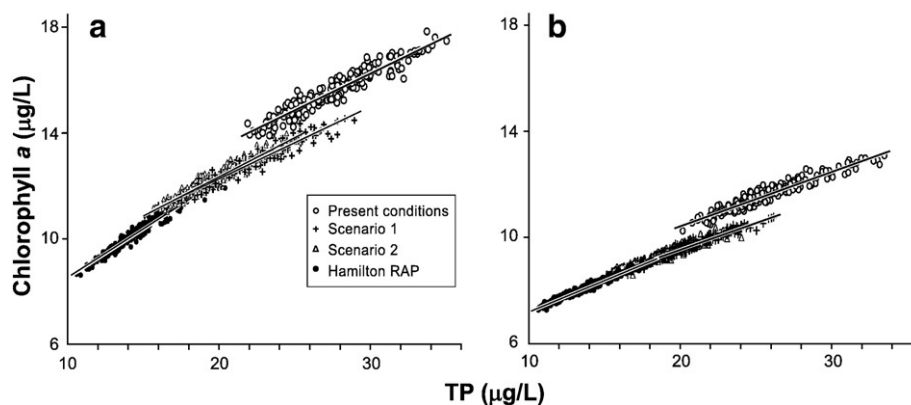 a
b
18
14
10
6
Chlorophyll a (µg/L)
Present conditions
Scenario 1
Scenario 2
Hamilton RAP
10
20
30
18
14
10
6
10
20
30
TP (µg/L)